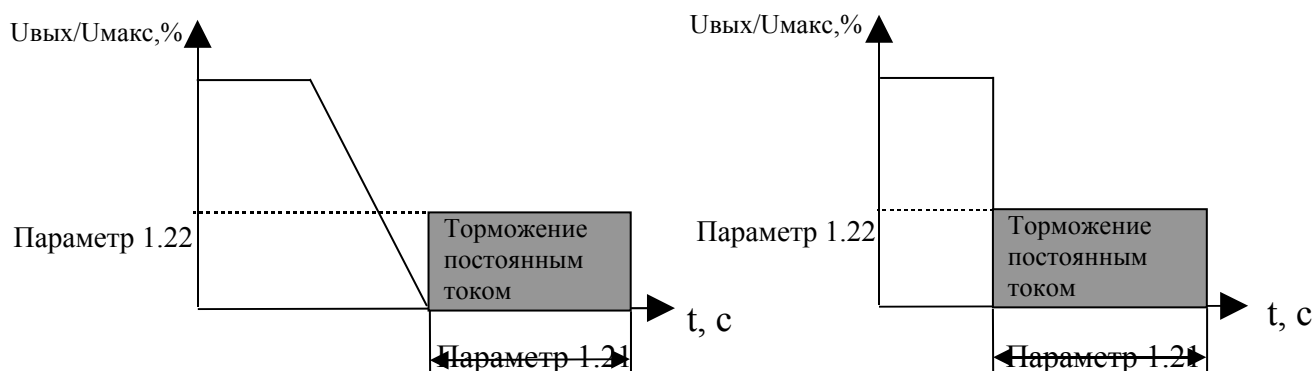 Uвых/Uмакс,%
Параметр 1.22
Торможение
постоянным
током
t, с
Параметр 1.21
Uвых/Uмакс,%
Параметр 1.22
Торможение
постоянным
током
t, с
Параметр 1.21